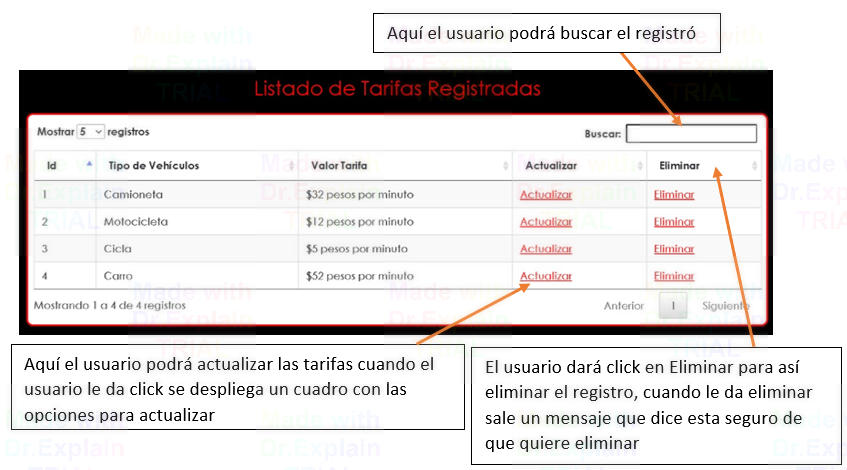 Aquí el usuario podrá buscar el registró
Listado de Tarifas Registradas
Mostrar 5 registros
Buscar:
Id Tipo de Vehículos Valor Tarifa Actualizar Eliminar
1 Camioneta $32 pesos por minuto Actualizar Eliminar
2 Motocicleta $12 pesos por minuto Actualizar Eliminar
3 Cicla $5 pesos por minuto Actualizar Eliminar
4 Carro $52 pesos por minuto Actualizar Eliminar
Mostrando 1 a 4 de 4 registros
Anterior 1 Siguiente
Aquí el usuario podrá actualizar las tarifas cuando el
usuario le da click se despliega un cuadro con las
opciones para actualizar
El usuario dará click en Eliminar para así
eliminar el registro, cuando le da eliminar
sale un mensaje que dice esta seguro de
que quiere eliminar
Made with
Dr.Explain
TRIAL